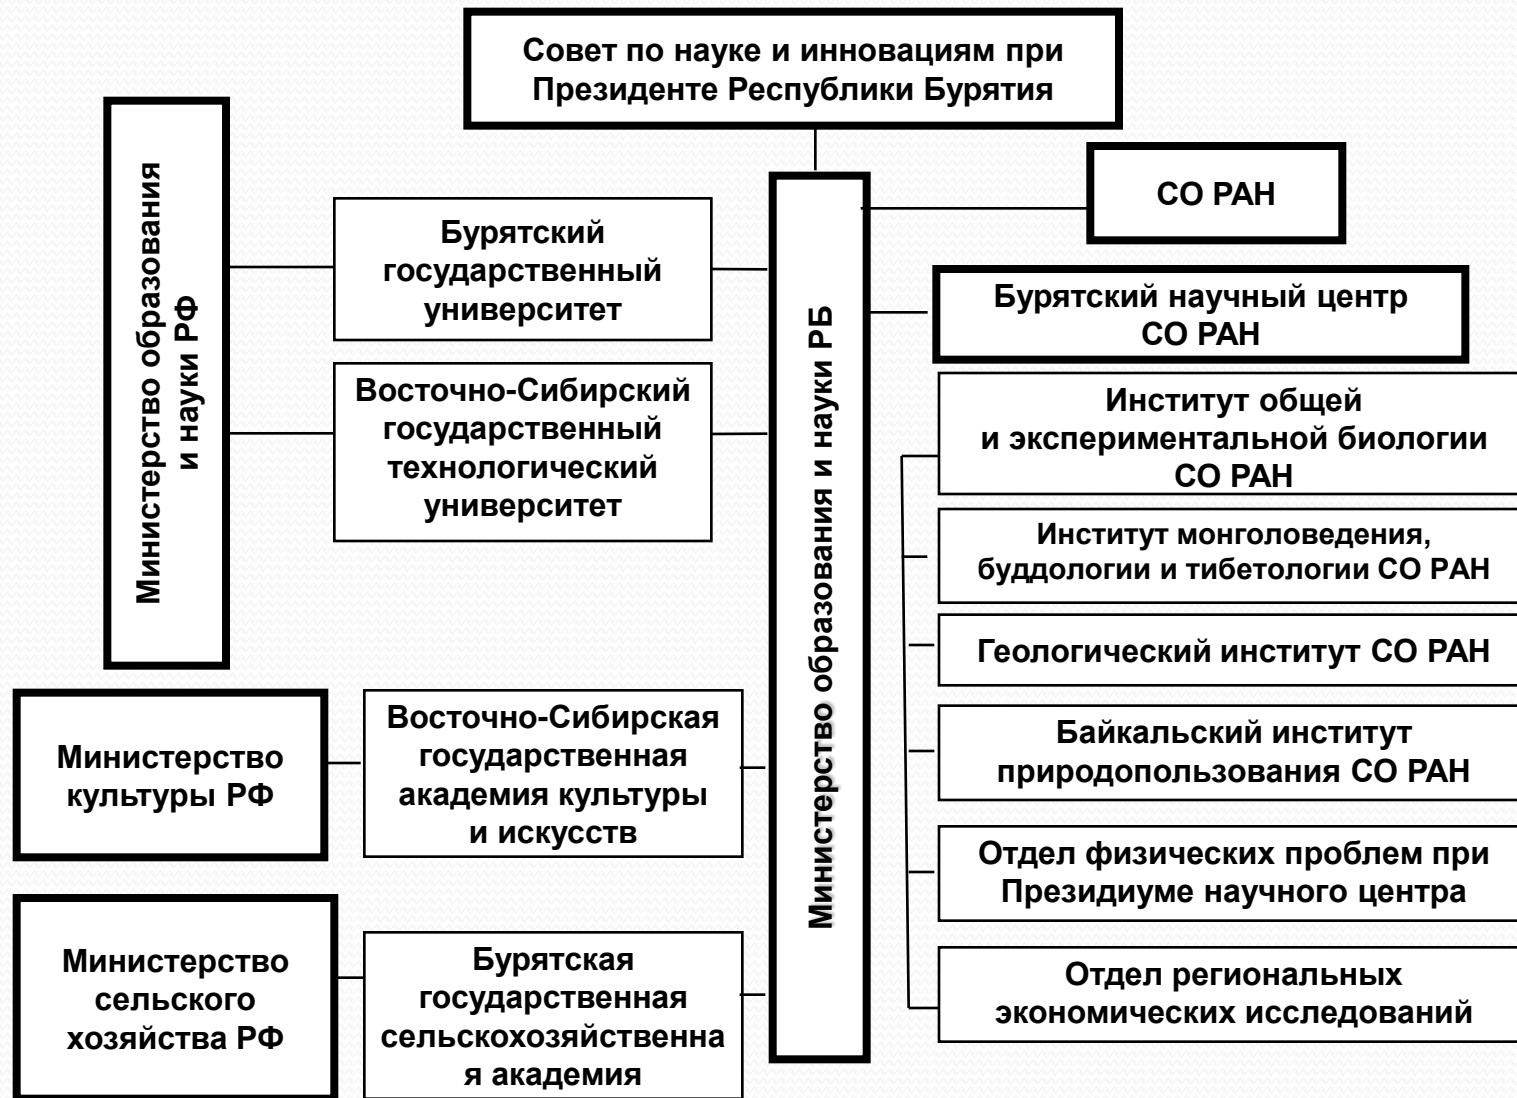 Совет по науке и инновациям при
Президенте Республики Бурятия
Министерство образования
и науки РФ
Бурятский
государственный
университет
Восточно-Сибирский
государственный
технологический
университет
Министерство
культуры РФ
Восточно-Сибирская
государственная
академия культуры
и искусств
Министерство
сельского
хозяйства РФ
Бурятская
государственная
сельскохозяйственна
я академия
Министерство образования и науки РБ
СО РАН
Бурятский научный центр
СО РАН
Институт общей
и экспериментальной биологии
СО РАН
Институт монголоведения,
буддологии и тибетологии СО РАН
Геологический институт СО РАН
Байкальский институт
природопользования СО РАН
Отдел физических проблем при
Президиуме научного центра
Отдел региональных
экономических исследований